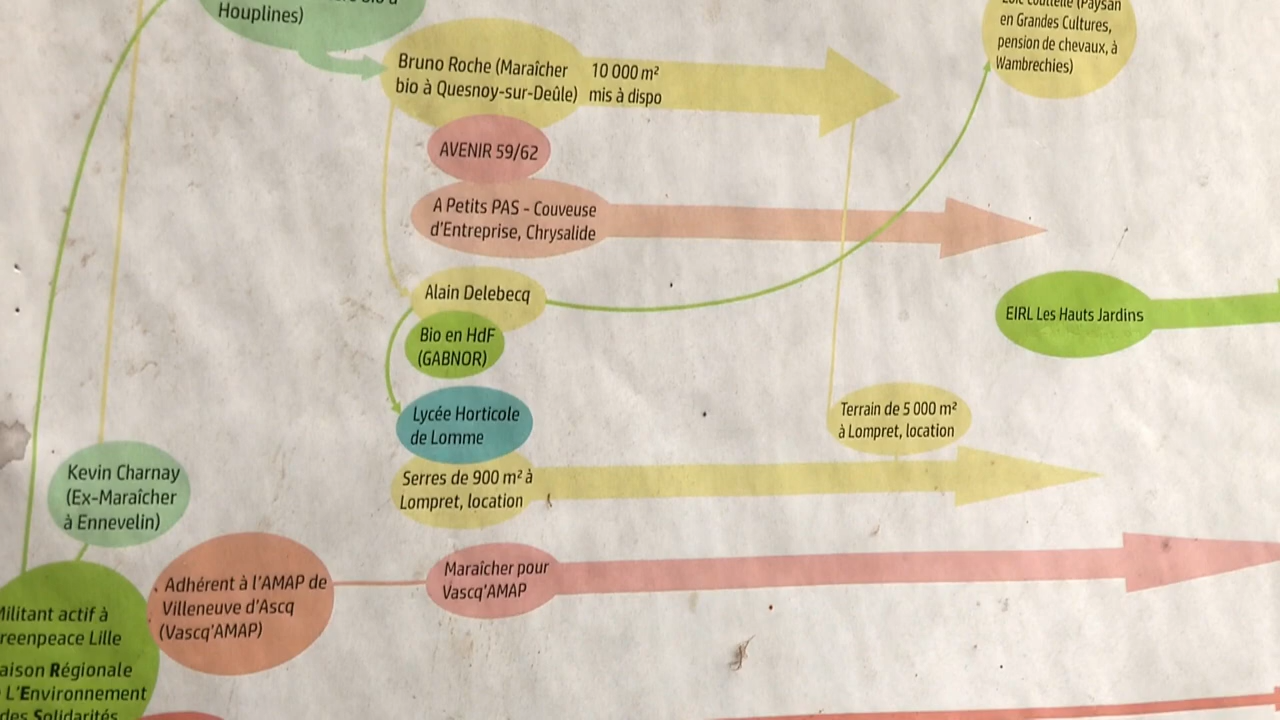 Houplines)
en Grandes Cultures,
pension de chevaux, à
Wambrechies)
Bruno Roche (Maraîcher
bio à Quesnoy-sur-Deûle)
10 000 m²
mis à dispo
AVENIR 59/62
A Petits PAS - Couveuse
d'Entreprise, Chrysalide
Alain Delebecq
EIRL Les Hauts Jardins
Bio en HdF
(GABNOR)
Lycée Horticole
de Lomme
Terrain de 5 000 m²
à Lompret, location
Serres de 900 m² à
Lompret, location
Kevin Charnay
(Ex-Maraîcher
à Ennevelin)
Adhérent à l'AMAP de
Villeneuve d'Ascq
(Vascq'AMAP)
Maraîcher pour
Vascq'AMAP
Militant actif à
reenpeace Lille
aison Régionale
L'Environnement
des Solidarités